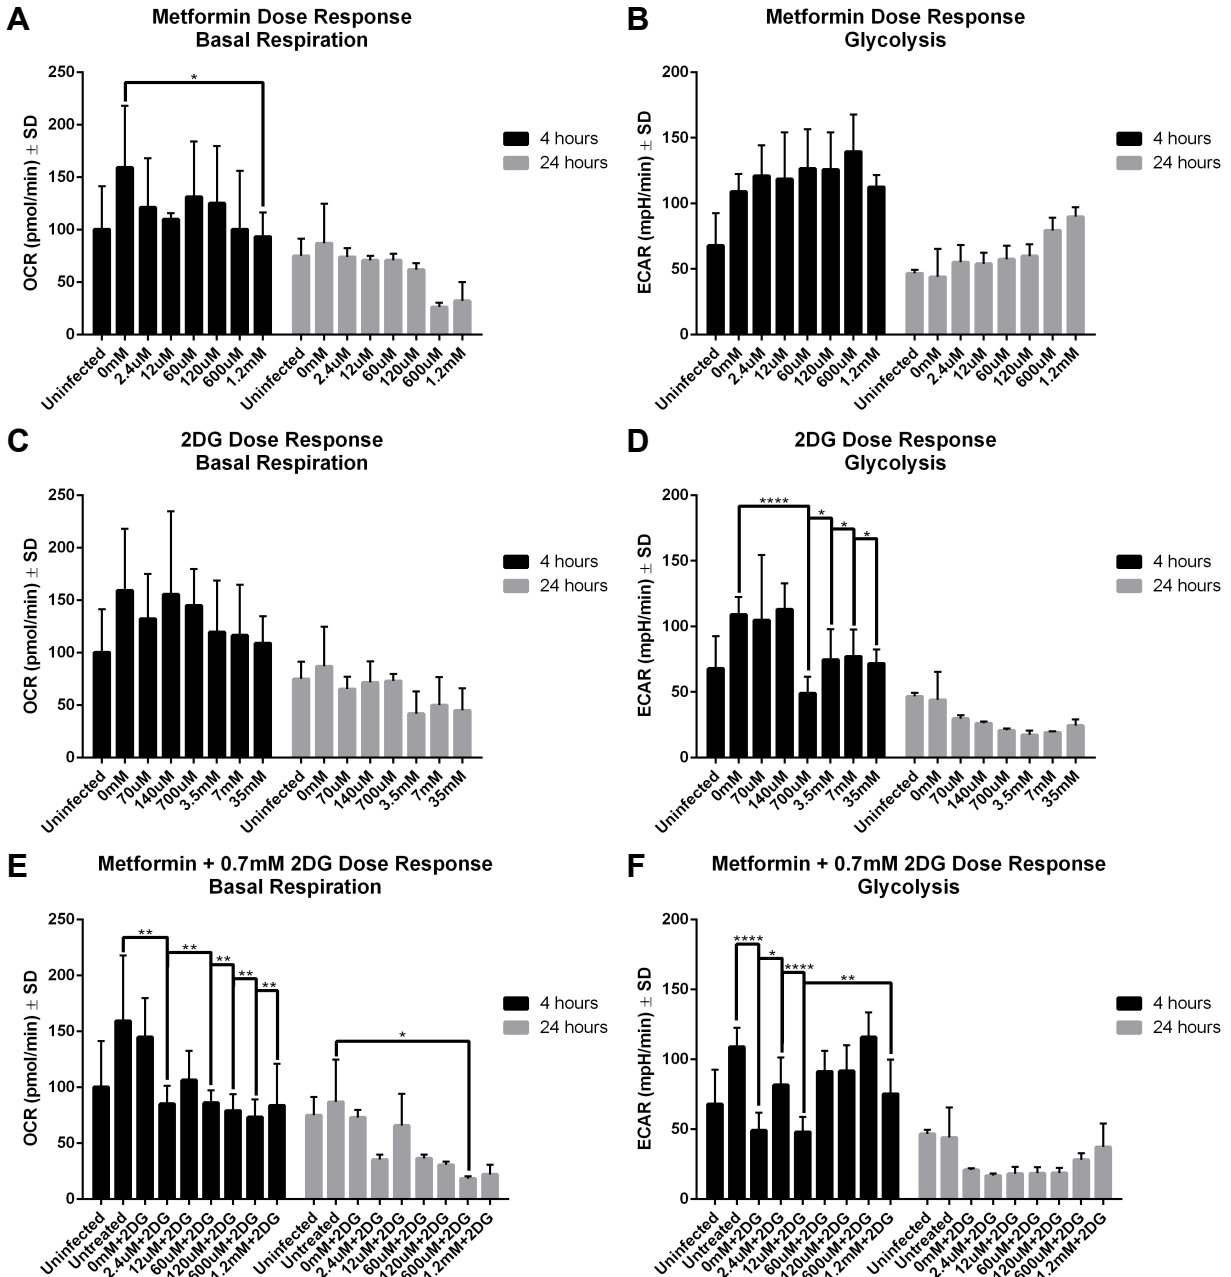 A
Metformin Dose Response
Basal Respiration
OCR (pmol/min) ± SD
250
200
150
100
50
0
*
4 hours
24 hours
Uninfected
0mM
2.4uM
12uM
60uM
120uM
600uM
1.2mM
Uninfected
0mM
2.4uM
12uM
60uM
120uM
600uM
1.2mM
B
Metformin Dose Response
Glycolysis
ECAR (mpH/min) ± SD
200
150
100
50
0
4 hours
24 hours
Uninfected
0mM
2.4uM
12uM
60uM
120uM
600uM
1.2mM
Uninfected
0mM
2.4uM
12uM
60uM
120uM
600uM
1.2mM
C
2DG Dose Response
Basal Respiration
OCR (pmol/min) ± SD
250
200
150
100
50
0
4 hours
24 hours
Uninfected
0mM
70uM
140uM
700uM
3.5mM
7mM
35mM
Uninfected
0mM
70uM
140uM
700uM
3.5mM
7mM
35mM
D
2DG Dose Response
Glycolysis
ECAR (mpH/min) ± SD
200
150
100
50
0
****
*
*
*
4 hours
24 hours
Uninfected
0mM
70uM
140uM
700uM
3.5mM
7mM
35mM
Uninfected
0mM
70uM
140uM
700uM
3.5mM
7mM
35mM
E
Metformin + 0.7mM 2DG Dose Response
Basal Respiration
OCR (pmol/min) ± SD
250
200
150
100
50
0
**
**
**
**
**
*
4 hours
24 hours
Uninfected
Untreated
0mM+2DG
2.4uM+2DG
12uM+2DG
60uM+2DG
120uM+2DG
600uM+2DG
1.2mM+2DG
Uninfected
Untreated
0mM+2DG
2.4uM+2DG
12uM+2DG
60uM+2DG
120uM+2DG
600uM+2DG
1.2mM+2DG
F
Metformin + 0.7mM 2DG Dose Response
Glycolysis
ECAR (mpH/min) ± SD
200
150
100
50
0
****
*
****
**
4 hours
24 hours
Uninfected
Untreated
0mM+2DG
2.4uM+2DG
12uM+2DG
60uM+2DG
120uM+2DG
600uM+2DG
1.2mM+2DG
Uninfected
Untreated
0mM+2DG
2.4uM+2DG
12uM+2DG
60uM+2DG
120uM+2DG
600uM+2DG
1.2mM+2DG